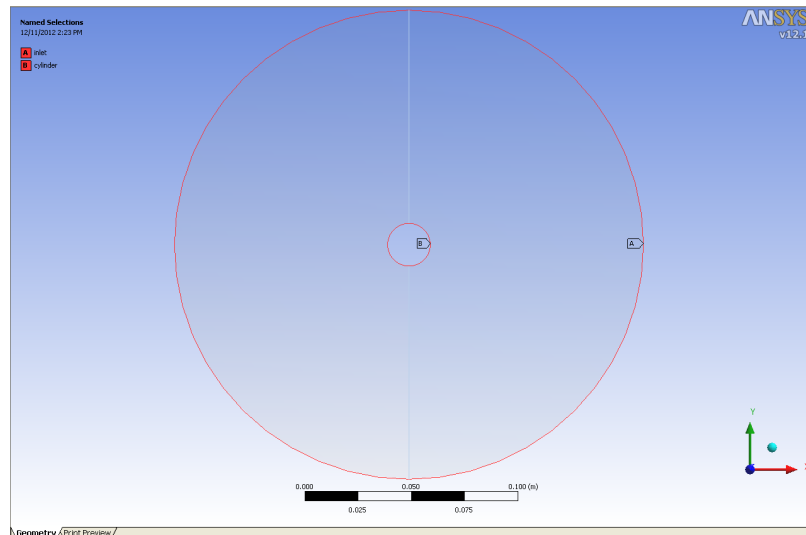 Named Selections
12/11/2012 2:23 PM
A inlet
B cylinder
ANSYS
v12.1
B
A
Y
X
0.000
0.050
0.100 (m)
0.025
0.075
Geometry
Print Preview